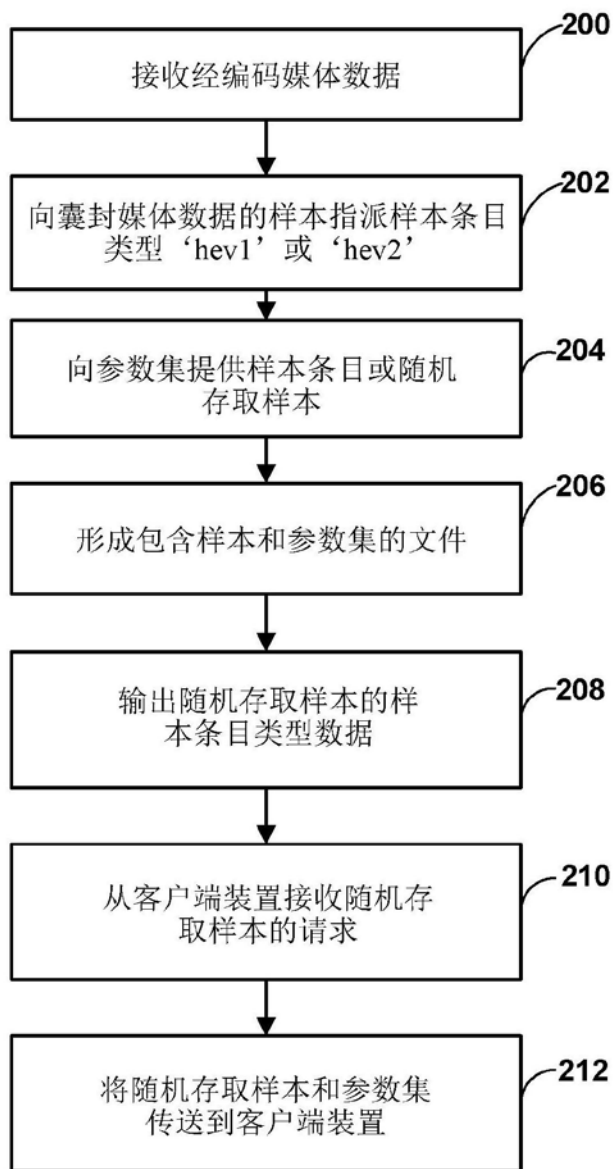 200
接收经编码媒体数据
202
向囊封媒体数据的样本指派样本条目
类型‘hev1’或‘hev2’
204
向参数集提供样本条目或随机
存取样本
206
形成包含样本和参数集的文件
208
输出随机存取样本的样
本条目类型数据
210
从客户端装置接收随机存
取样本的请求
212
将随机存取样本和参数集
传送到客户端装置